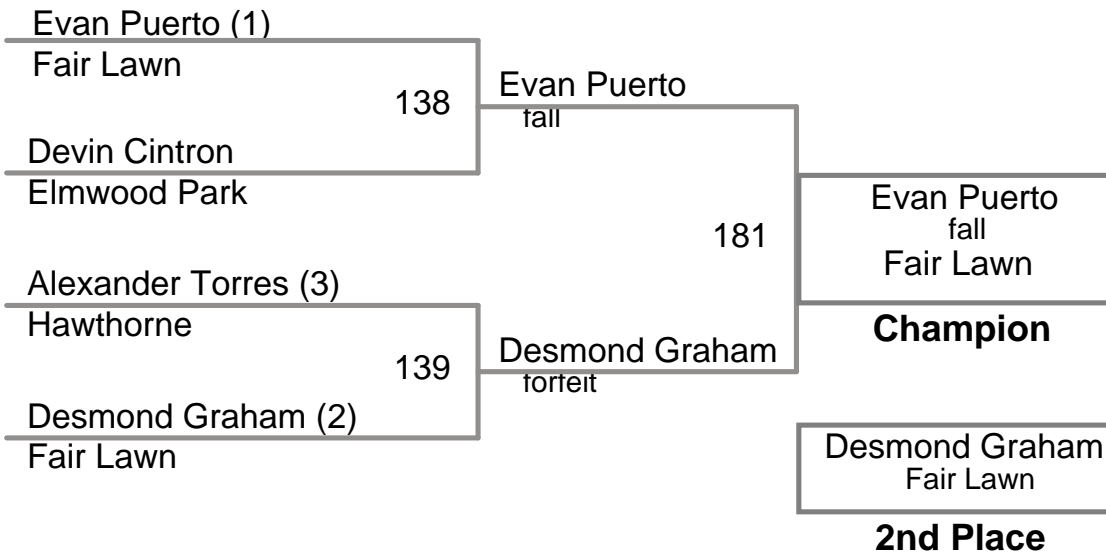 Evan Puerto (1)
Fair Lawn
138
Devin Cintron
Elmwood Park
Evan Puerto
fall
Alexander Torres (3)
Hawthorne
139
Desmond Graham (2)
Fair Lawn
Desmond Graham
forfeit
181
Evan Puerto
fall
Fair Lawn
Champion
Desmond Graham
Fair Lawn
2nd Place